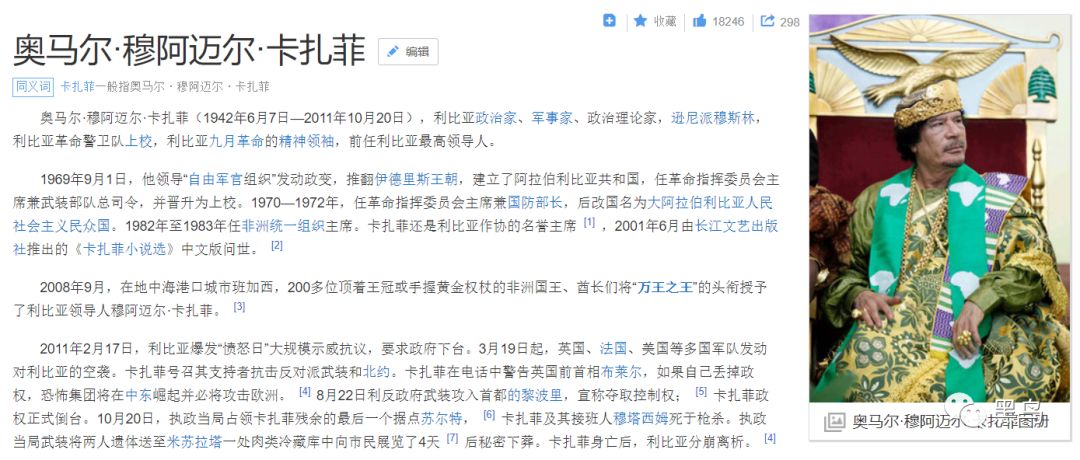 收藏 18246 298
奥马尔·穆阿迈尔·卡扎菲 编辑
同义词 卡扎菲一般指奥马尔·穆阿迈尔·卡扎菲
奥马尔·穆阿迈尔·卡扎菲（1942年6月7日—2011年10月20日），利比亚政治家、军事家、政治理论家，逊尼派穆斯林，
利比亚革命警卫队上校，利比亚九月革命的精神领袖，前任利比亚最高领导人。
1969年9月1日，他领导“自由军官组织”发动政变，推翻伊德里斯王朝，建立了阿拉伯利比亚共和国，任革命指挥委员会主
席兼武装部队总司令，并晋升为上校。1970—1972年，任革命指挥委员会主席兼国防部长，后改国名为大阿拉伯利比亚人民
社会主义民众国。1982年至1983年任非洲统一组织主席。卡扎菲还是利比亚作协的名誉主席 [1] ，2001年6月由长江文艺出版
社推出的《卡扎菲小说选》中文版问世。 [2]
2008年9月，在地中海港口城市班加西，200多位顶着王冠或手握黄金权杖的非洲国王、酋长们将“万王之王”的头衔授予
了利比亚领导人穆阿迈尔·卡扎菲。 [3]
2011年2月17日，利比亚爆发“愤怒日”大规模示威抗议，要求政府下台。3月19日起，英国、法国、美国等多国军队发动
对利比亚的空袭。卡扎菲号召其支持者抗击反对派武装和北约。卡扎菲在电话中警告英国前首相布莱尔，如果自己丢掉政
权，恐怖集团将在中东崛起并必将攻击欧洲。 [4] 8月22日利反政府武装攻入首都的黎波里，宣称夺取控制权； [5] 卡扎菲政
权正式倒台。10月20日，执政当局占领卡扎菲残余的最后一个据点苏尔特， [6] 卡扎菲及其接班人穆塔西姆死于枪杀。执政
当局武装将两人遗体送至米苏拉塔一处肉类冷藏库中向市民展览了4天 [7] 后秘密下葬。卡扎菲身亡后，利比亚分崩离析。 [4]
奥马尔·穆阿迈尔·卡扎菲图册
黑鸟